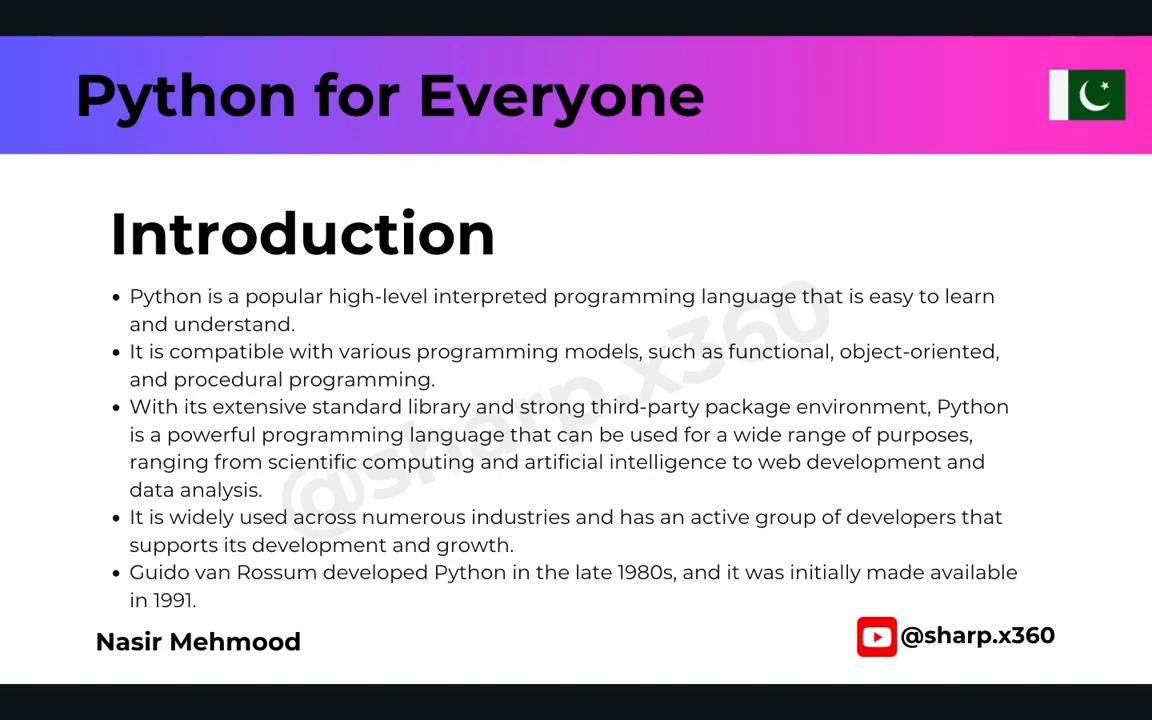 Python for Everyone
Introduction
• Python is a popular high-level interpreted programming language that is easy to learn
and understand.
• It is compatible with various programming models, such as functional, object-oriented,
and procedural programming.
• With its extensive standard library and strong third-party package environment, Python
is a powerful programming language that can be used for a wide range of purposes,
ranging from scientific computing and artificial intelligence to web development and
data analysis.
• It is widely used across numerous industries and has an active group of developers that
supports its development and growth.
• Guido van Rossum developed Python in the late 1980s, and it was initially made available
in 1991.
@sharp.x360
Nasir Mehmood
@sharp.x360